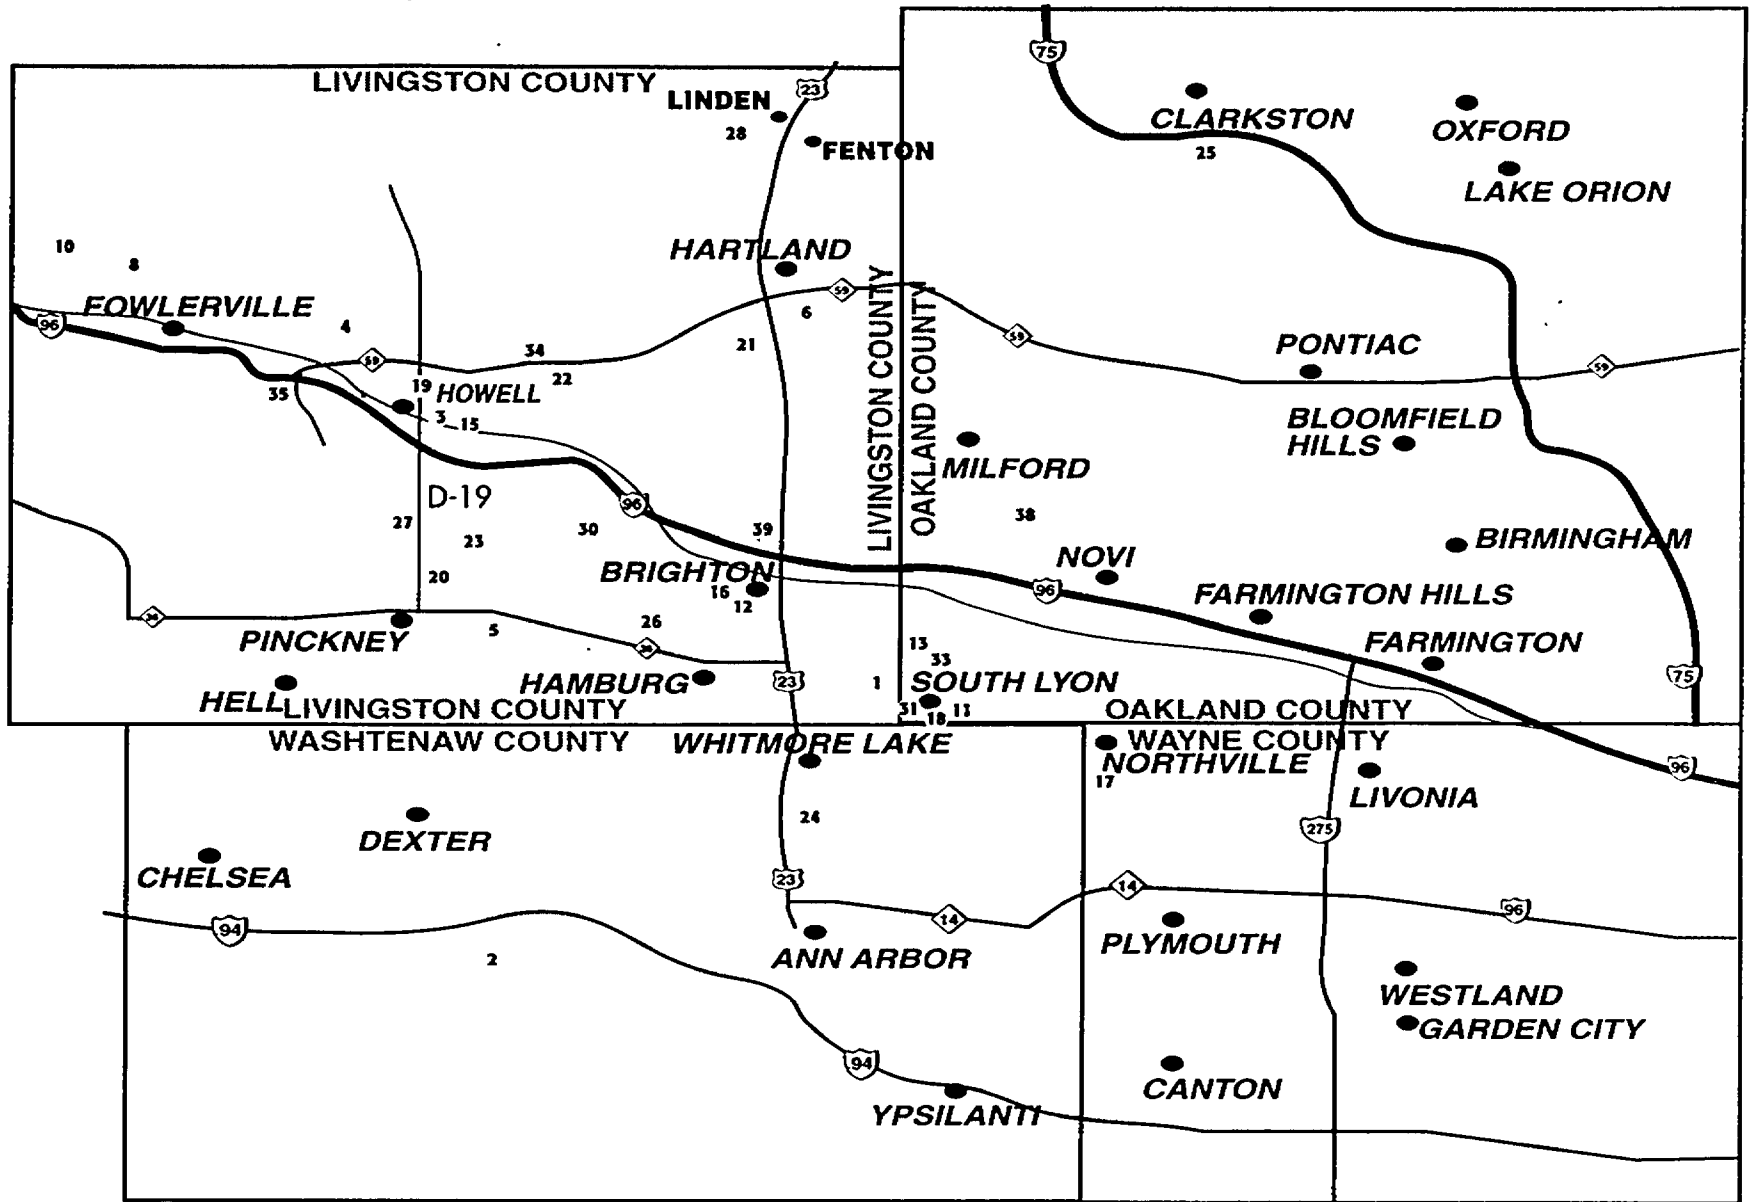 75
LIVINGSTON COUNTY
23
LINDEN
28
CLARKSTON
OXFORD
FENTON
25
LAKE ORION
10
8
HARTLAND
59
FOWLERVILLE
6
96
4
59
59
34
21
PONTIAC
59
22
35
19
HOWELL
3
15
LIVINGSTON COUNTY
OAKLAND COUNTY
BLOOMFIELD
HILLS
MILFORD
D-19
96
27
23
30
39
38
BIRMINGHAM
NOVI
BRIGHTON
20
16
12
96
FARMINGTON HILLS
36
5
26
PINCKNEY
36
13
33
FARMINGTON
HELL
HAMBURG
23
1
SOUTH LYON
75
31
18
11
LIVINGSTON COUNTY
OAKLAND COUNTY
WASHTENAW COUNTY
WHITMORE LAKE
WAYNE COUNTY
NORTHVILLE
17
96
LIVONIA
24
275
DEXTER
CHELSEA
23
14
94
14
96
ANN ARBOR
PLYMOUTH
2
WESTLAND
GARDEN CITY
94
CANTON
YPSILANTI